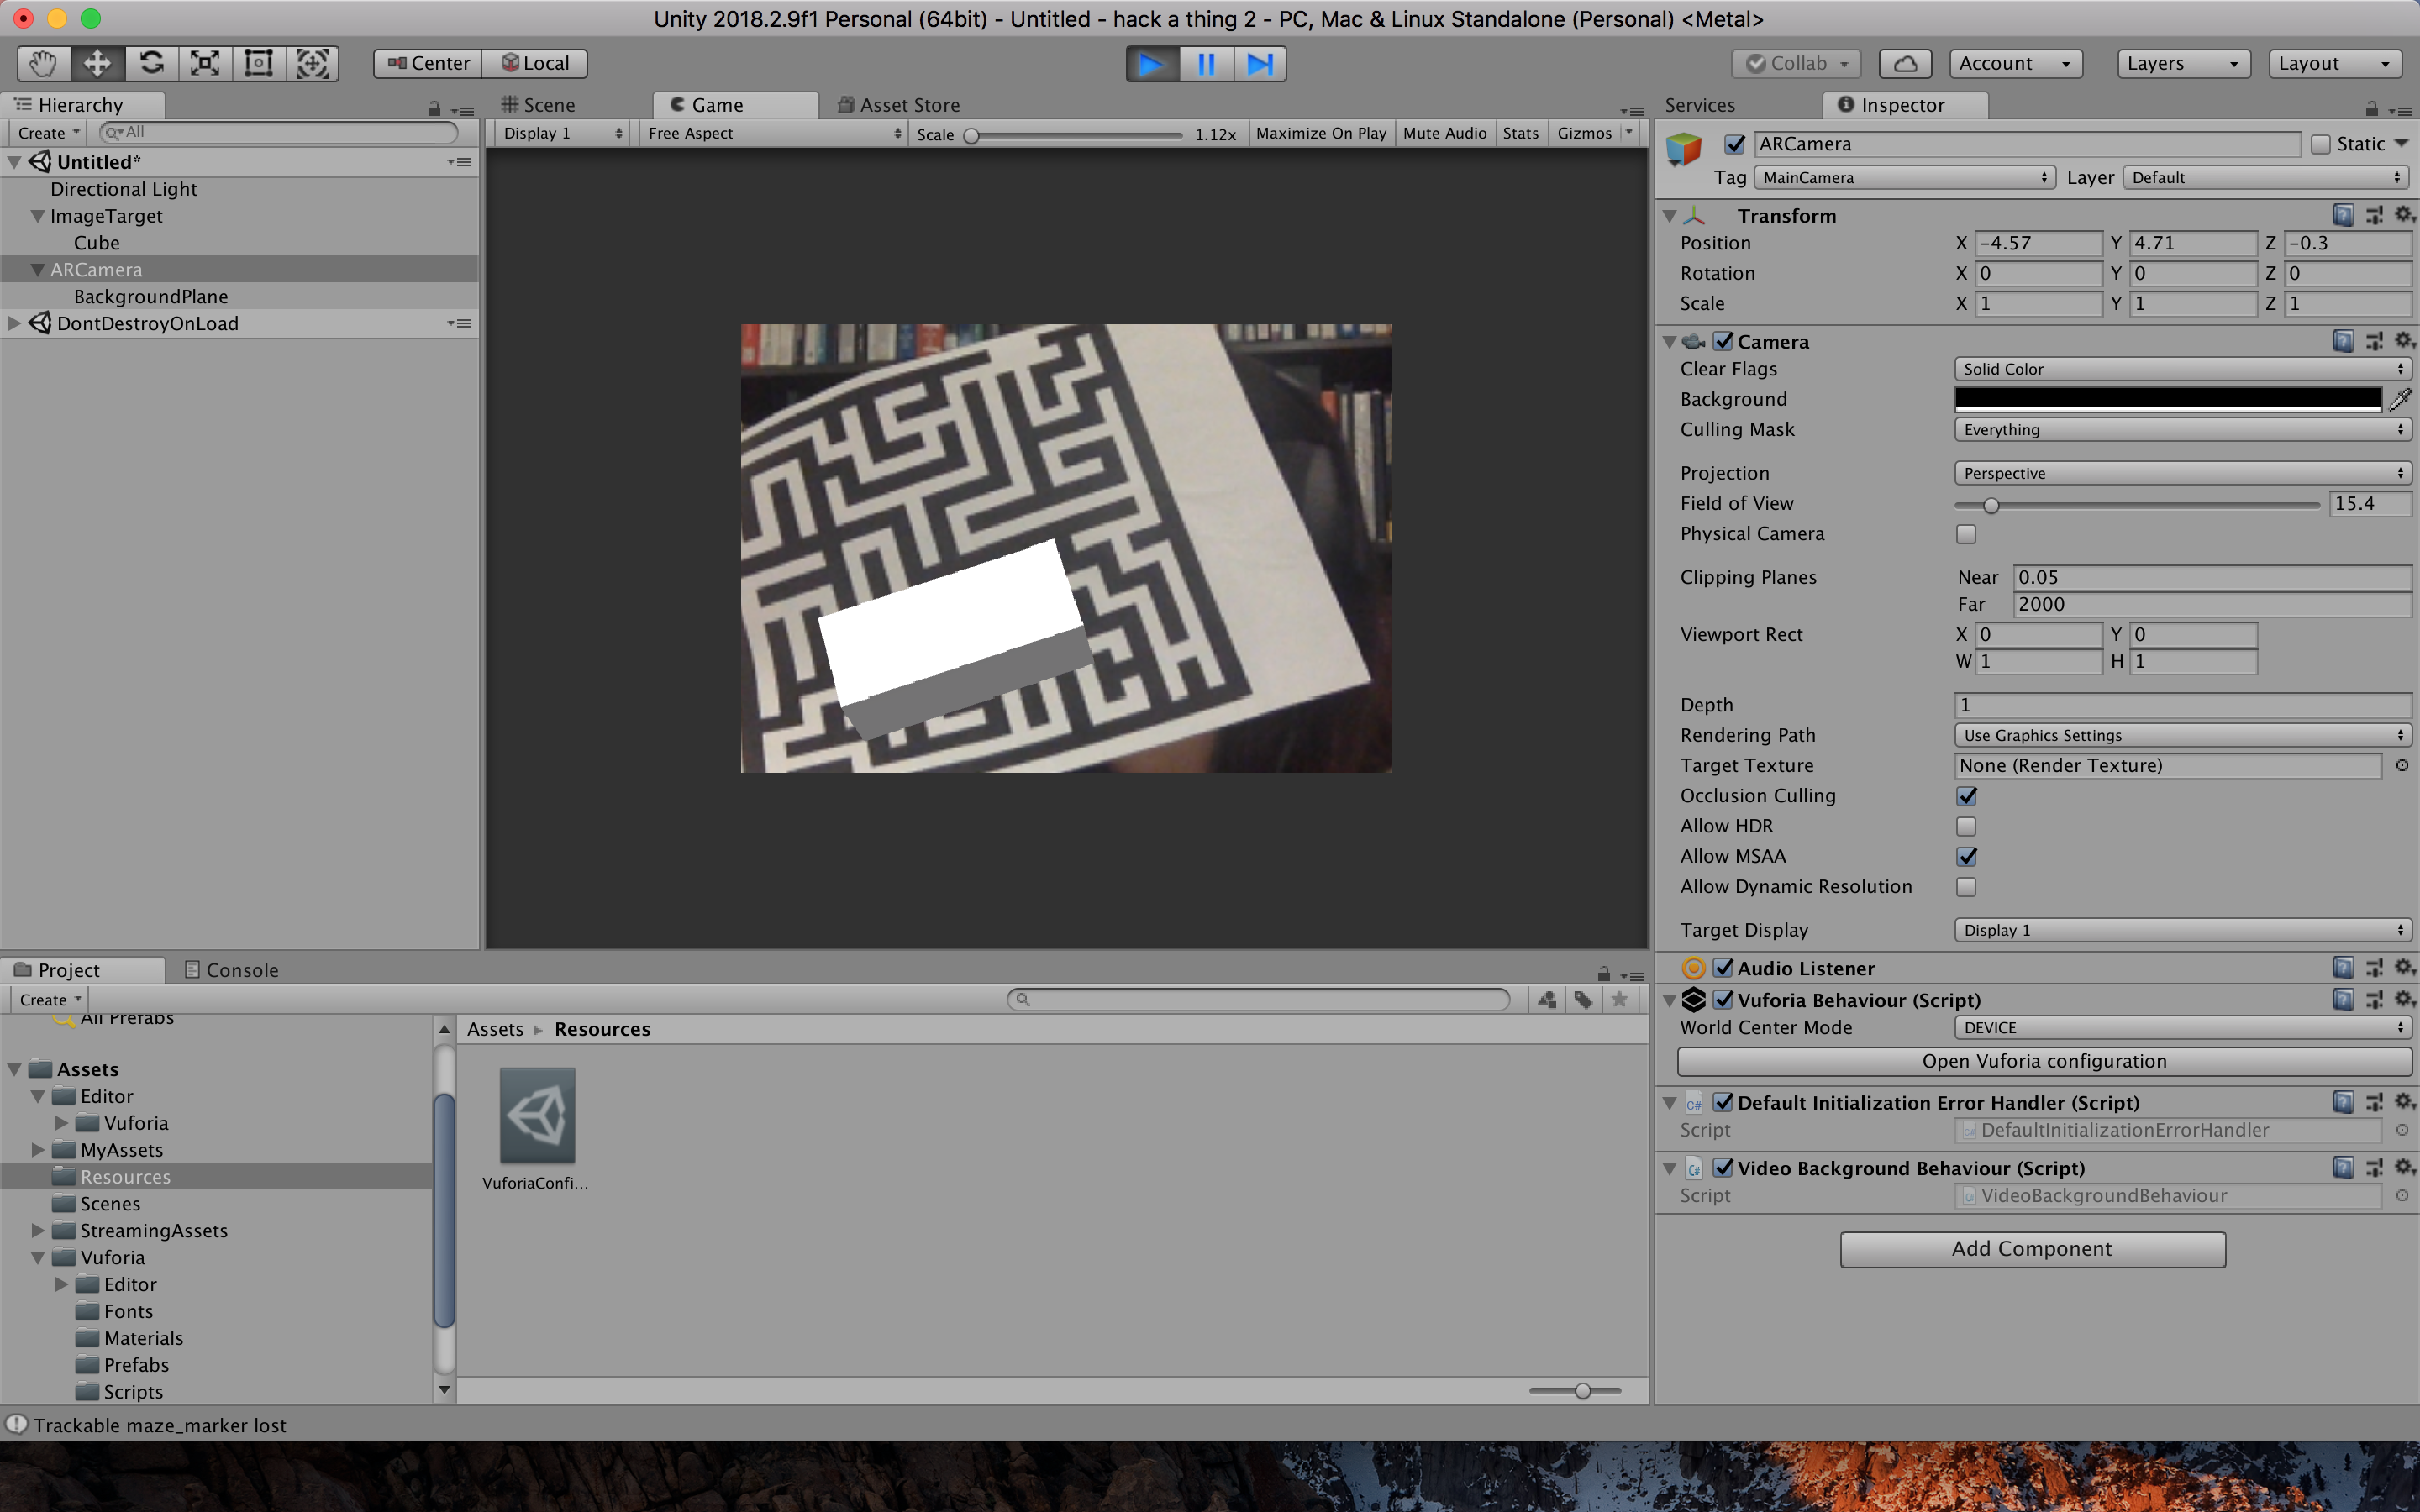 Unity 2018.2.9f1 Personal (64bit) - Untitled - hack a thing 2 - PC, Mac & Linux Standalone (Personal) <Metal>
Center Local Collab Account Layers Layout
Hierarchy
Create All
Untitled*
Directional Light
ImageTarget
Cube
ARCamera
BackgroundPlane
DontDestroyOnLoad
Scene Game Asset Store
Display 1 Free Aspect Scale 1.12x Maximize On Play Mute Audio Stats Gizmos
Services Inspector
ARCamera Static
Tag MainCamera Layer Default
Transform
Position X -4.57 Y 4.71 Z -0.3
Rotation X 0 Y 0 Z 0
Scale X 1 Y 1 Z 1
Camera
Clear Flags Solid Color
Background
Culling Mask Everything
Projection Perspective
Field of View 15.4
Physical Camera
Clipping Planes Near 0.05
Far 2000
Viewport Rect X 0 Y 0
W 1 H 1
Depth 1
Rendering Path Use Graphics Settings
Target Texture None (Render Texture)
Occlusion Culling
Allow HDR
Allow MSAA
Allow Dynamic Resolution
Target Display Display 1
Audio Listener
Vuforia Behaviour (Script)
World Center Mode DEVICE
Open Vuforia configuration
Default Initialization Error Handler (Script)
Script C# DefaultInitializationErrorHandler
Video Background Behaviour (Script)
Script VideoBackgroundBehaviour
Add Component
Project Console
Create
All Prefabs
Assets
Editor
Vuforia
MyAssets
Resources
Scenes
StreamingAssets
Vuforia
Editor
Fonts
Materials
Prefabs
Scripts
Assets Resources
VuforiaConfi...
Trackable maze_marker lost